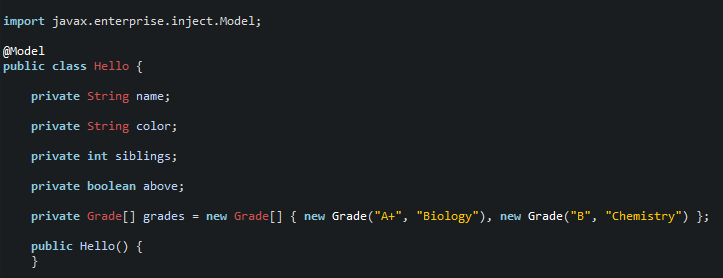 import javax.enterprise.inject.Model;
@Model
public class Hello {
private String name;
private String color;
private int siblings;
private boolean above;
private Grade[] grades = new Grade[] { new Grade("A+", "Biology"), new Grade("B", "Chemistry") };
public Hello() {
}